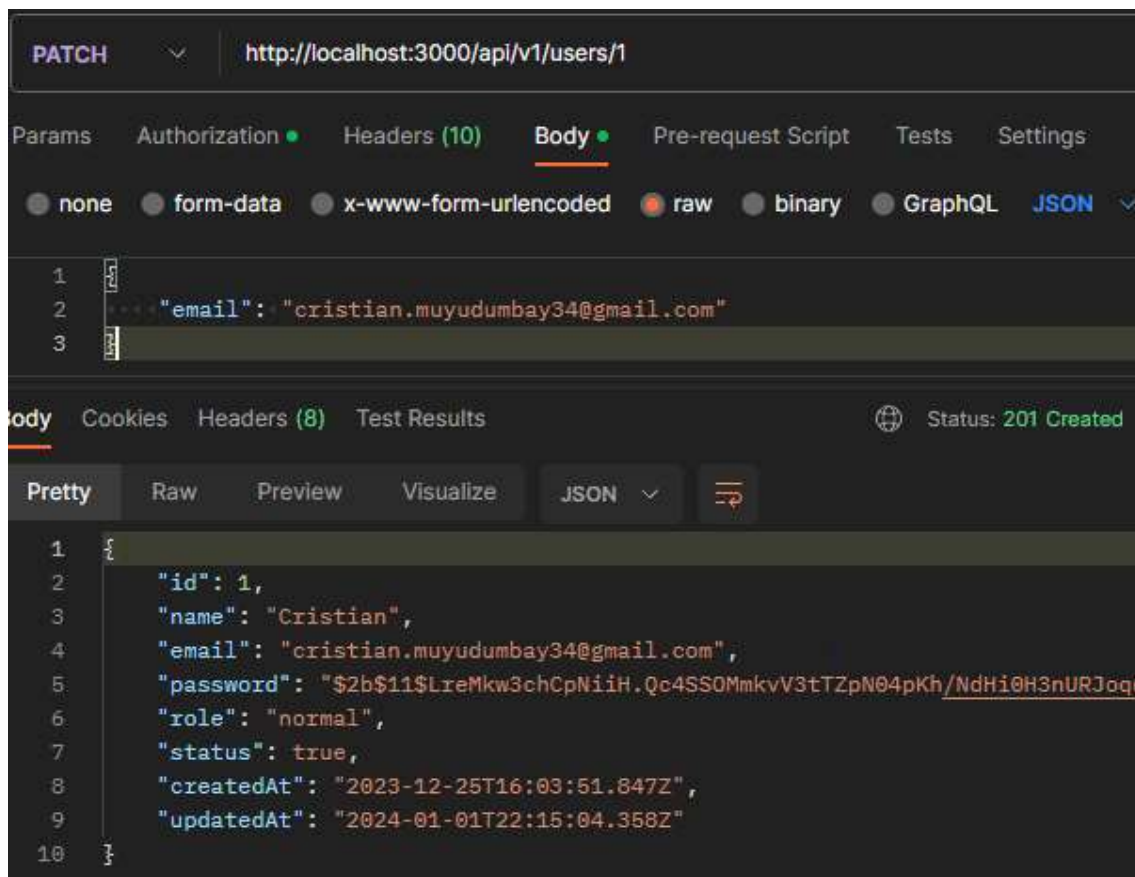 PATCH http://localhost:3000/api/v1/users/1
Params Authorization Headers (10) Body Pre-request Script Tests Settings
none form-data x-www-form-urlencoded raw binary GraphQL JSON
1 {
2 "email": "cristian.muyudumbay34@gmail.com"
3 }
Body Cookies Headers (8) Test Results Status: 201 Created
Pretty Raw Preview Visualize JSON
1 {
2 "id": 1,
3 "name": "Cristian",
4 "email": "cristian.muyudumbay34@gmail.com",
5 "password": "$2b$11$LreMkw3chCpNiiH.Qc4SSOMmkvV3tTZpN04pKh/NdHi0H3nURJoq
6 "role": "normal",
7 "status": true,
8 "createdAt": "2023-12-25T16:03:51.847Z",
9 "updatedAt": "2024-01-01T22:15:04.358Z"
10 }